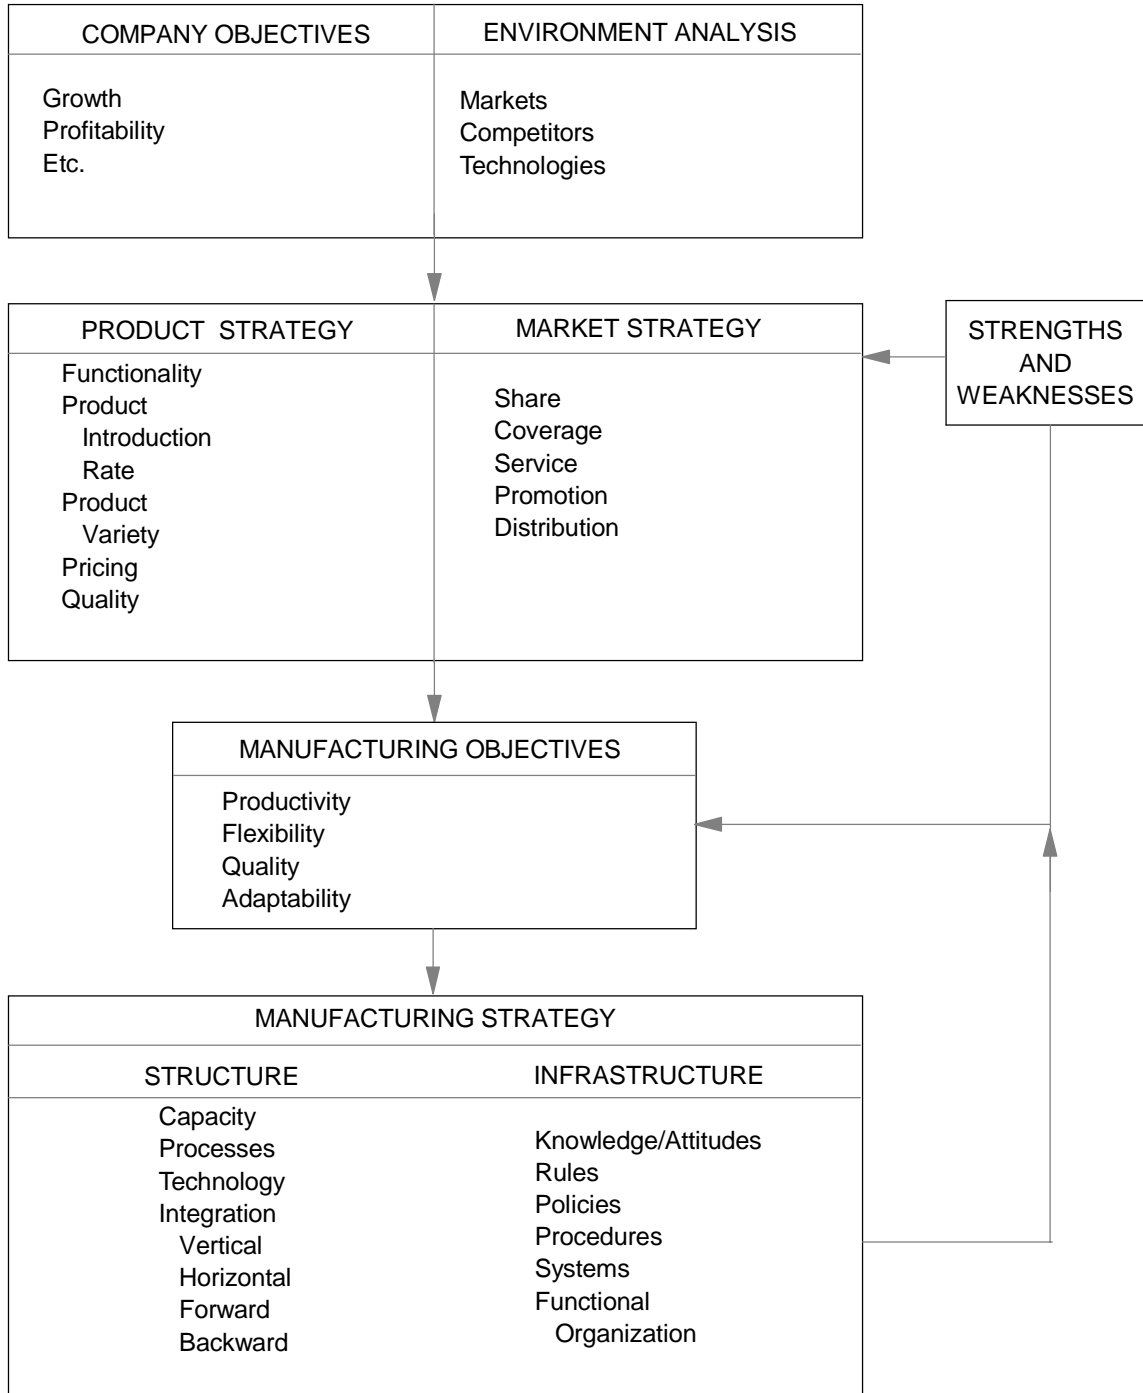 COMPANY OBJECTIVES
Growth
Profitability
Etc.
ENVIRONMENT ANALYSIS
Markets
Competitors
Technologies
PRODUCT STRATEGY
Functionality
Product
Introduction
Rate
Product
Variety
Pricing
Quality
MARKET STRATEGY
Share
Coverage
Service
Promotion
Distribution
STRENGTHS
AND
WEAKNESSES
MANUFACTURING OBJECTIVES
Productivity
Flexibility
Quality
Adaptability
MANUFACTURING STRATEGY
STRUCTURE
Capacity
Processes
Technology
Integration
Vertical
Horizontal
Forward
Backward
INFRASTRUCTURE
Knowledge/Attitudes
Rules
Policies
Procedures
Systems
Functional
Organization